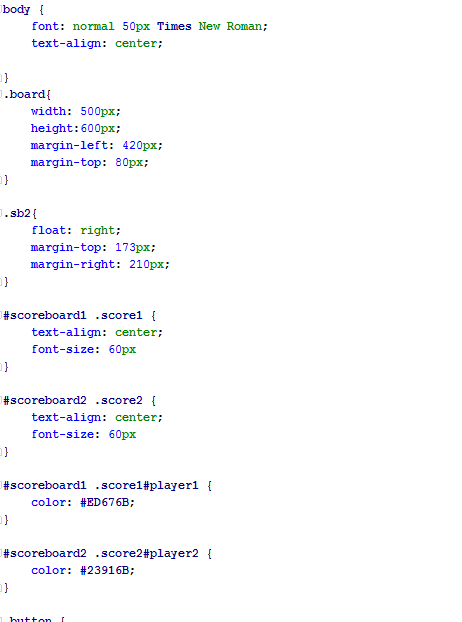 body {
    font: normal 50px Times New Roman;
    text-align: center;

}
.board{
    width: 500px;
    height:600px;
    margin-left: 420px;
    margin-top: 80px;
}

.sb2{
    float: right;
    margin-top: 173px;
    margin-right: 210px;
}

#scoreboard1 .score1 {
    text-align: center;
    font-size: 60px
}

#scoreboard2 .score2 {
    text-align: center;
    font-size: 60px
}

#scoreboard1 .score1#player1 {
    color: #ED676B;
}

#scoreboard2 .score2#player2 {
    color: #23916B;
}

.button {